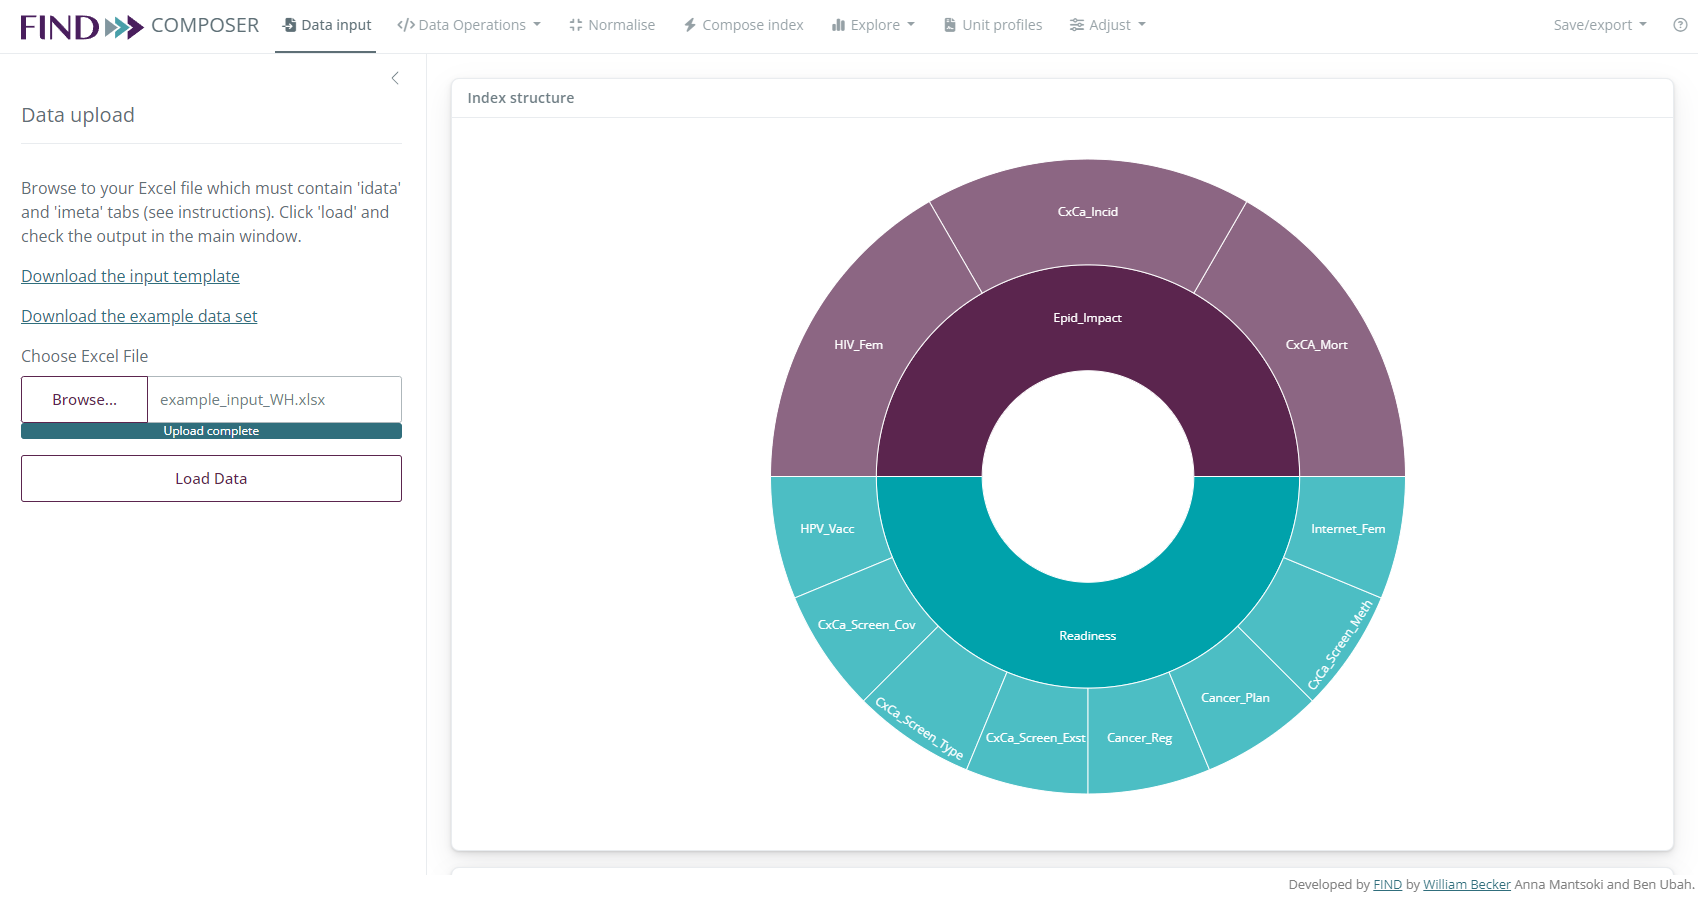 FIND COMPOSER
Data input
Data Operations
Normalise
Compose index
Explore
Unit profiles
Adjust
Save/export
Data upload
Browse to your Excel file which must contain 'idata'
and 'imeta' tabs (see instructions). Click 'load' and
check the output in the main window.
Download the input template
Download the example data set
Choose Excel File
Browse... example_input_WH.xlsx
Upload complete
Load Data
Index structure
CxCa_Incid
Epid_Impact
HIV_Fem
CxCA_Mort
HPV_Vacc
Internet_Fem
CxCa_Screen_Cov
Readiness
CxCa_Screen_Meth
Cancer_Plan
CxCa_Screen_Type
CxCa_Screen_Exst
Cancer_Reg
Developed by FIND by William Becker Anna Mantsoki and Ben Ubah.